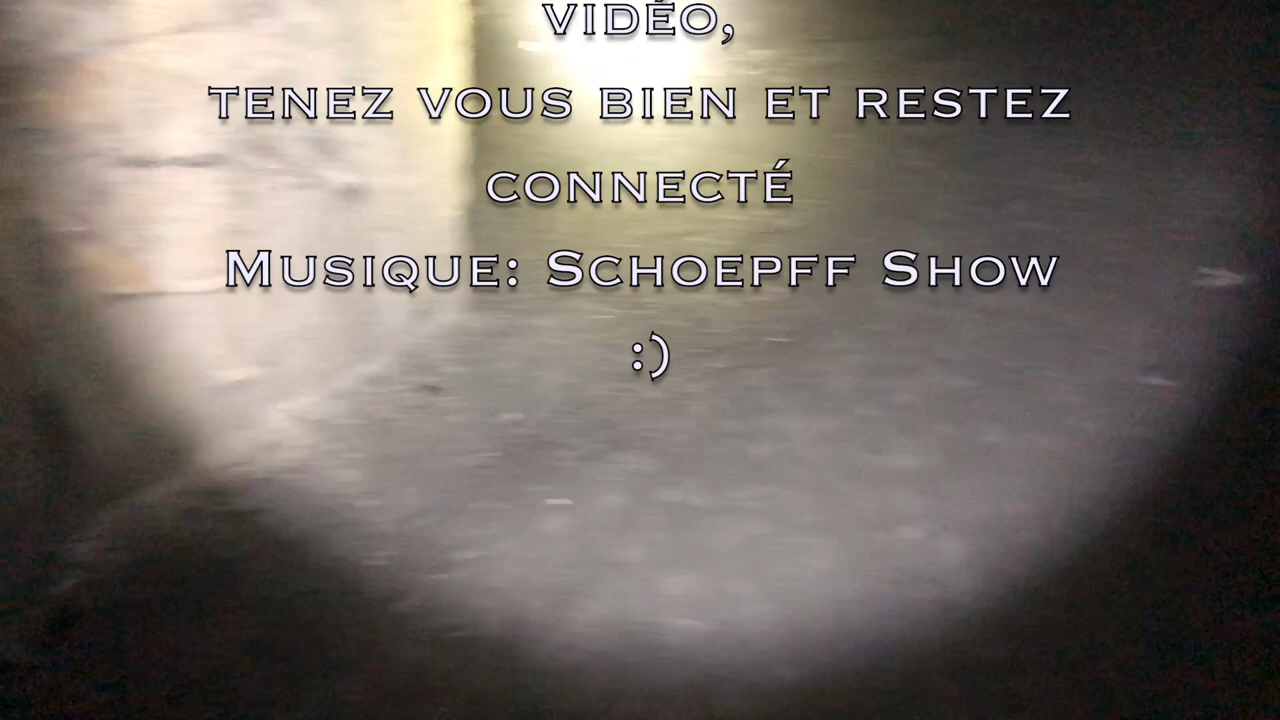 VIDÉO,
TENEZ VOUS BIEN ET RESTEZ
CONNECTÉ
MUSIQUE: SCHOEPFF SHOW
:)